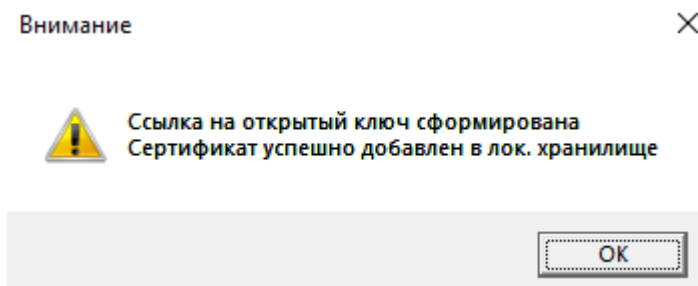 Внимание
Ссылка на открытый ключ сформирована
Сертификат успешно добавлен в лок. хранилище
OK